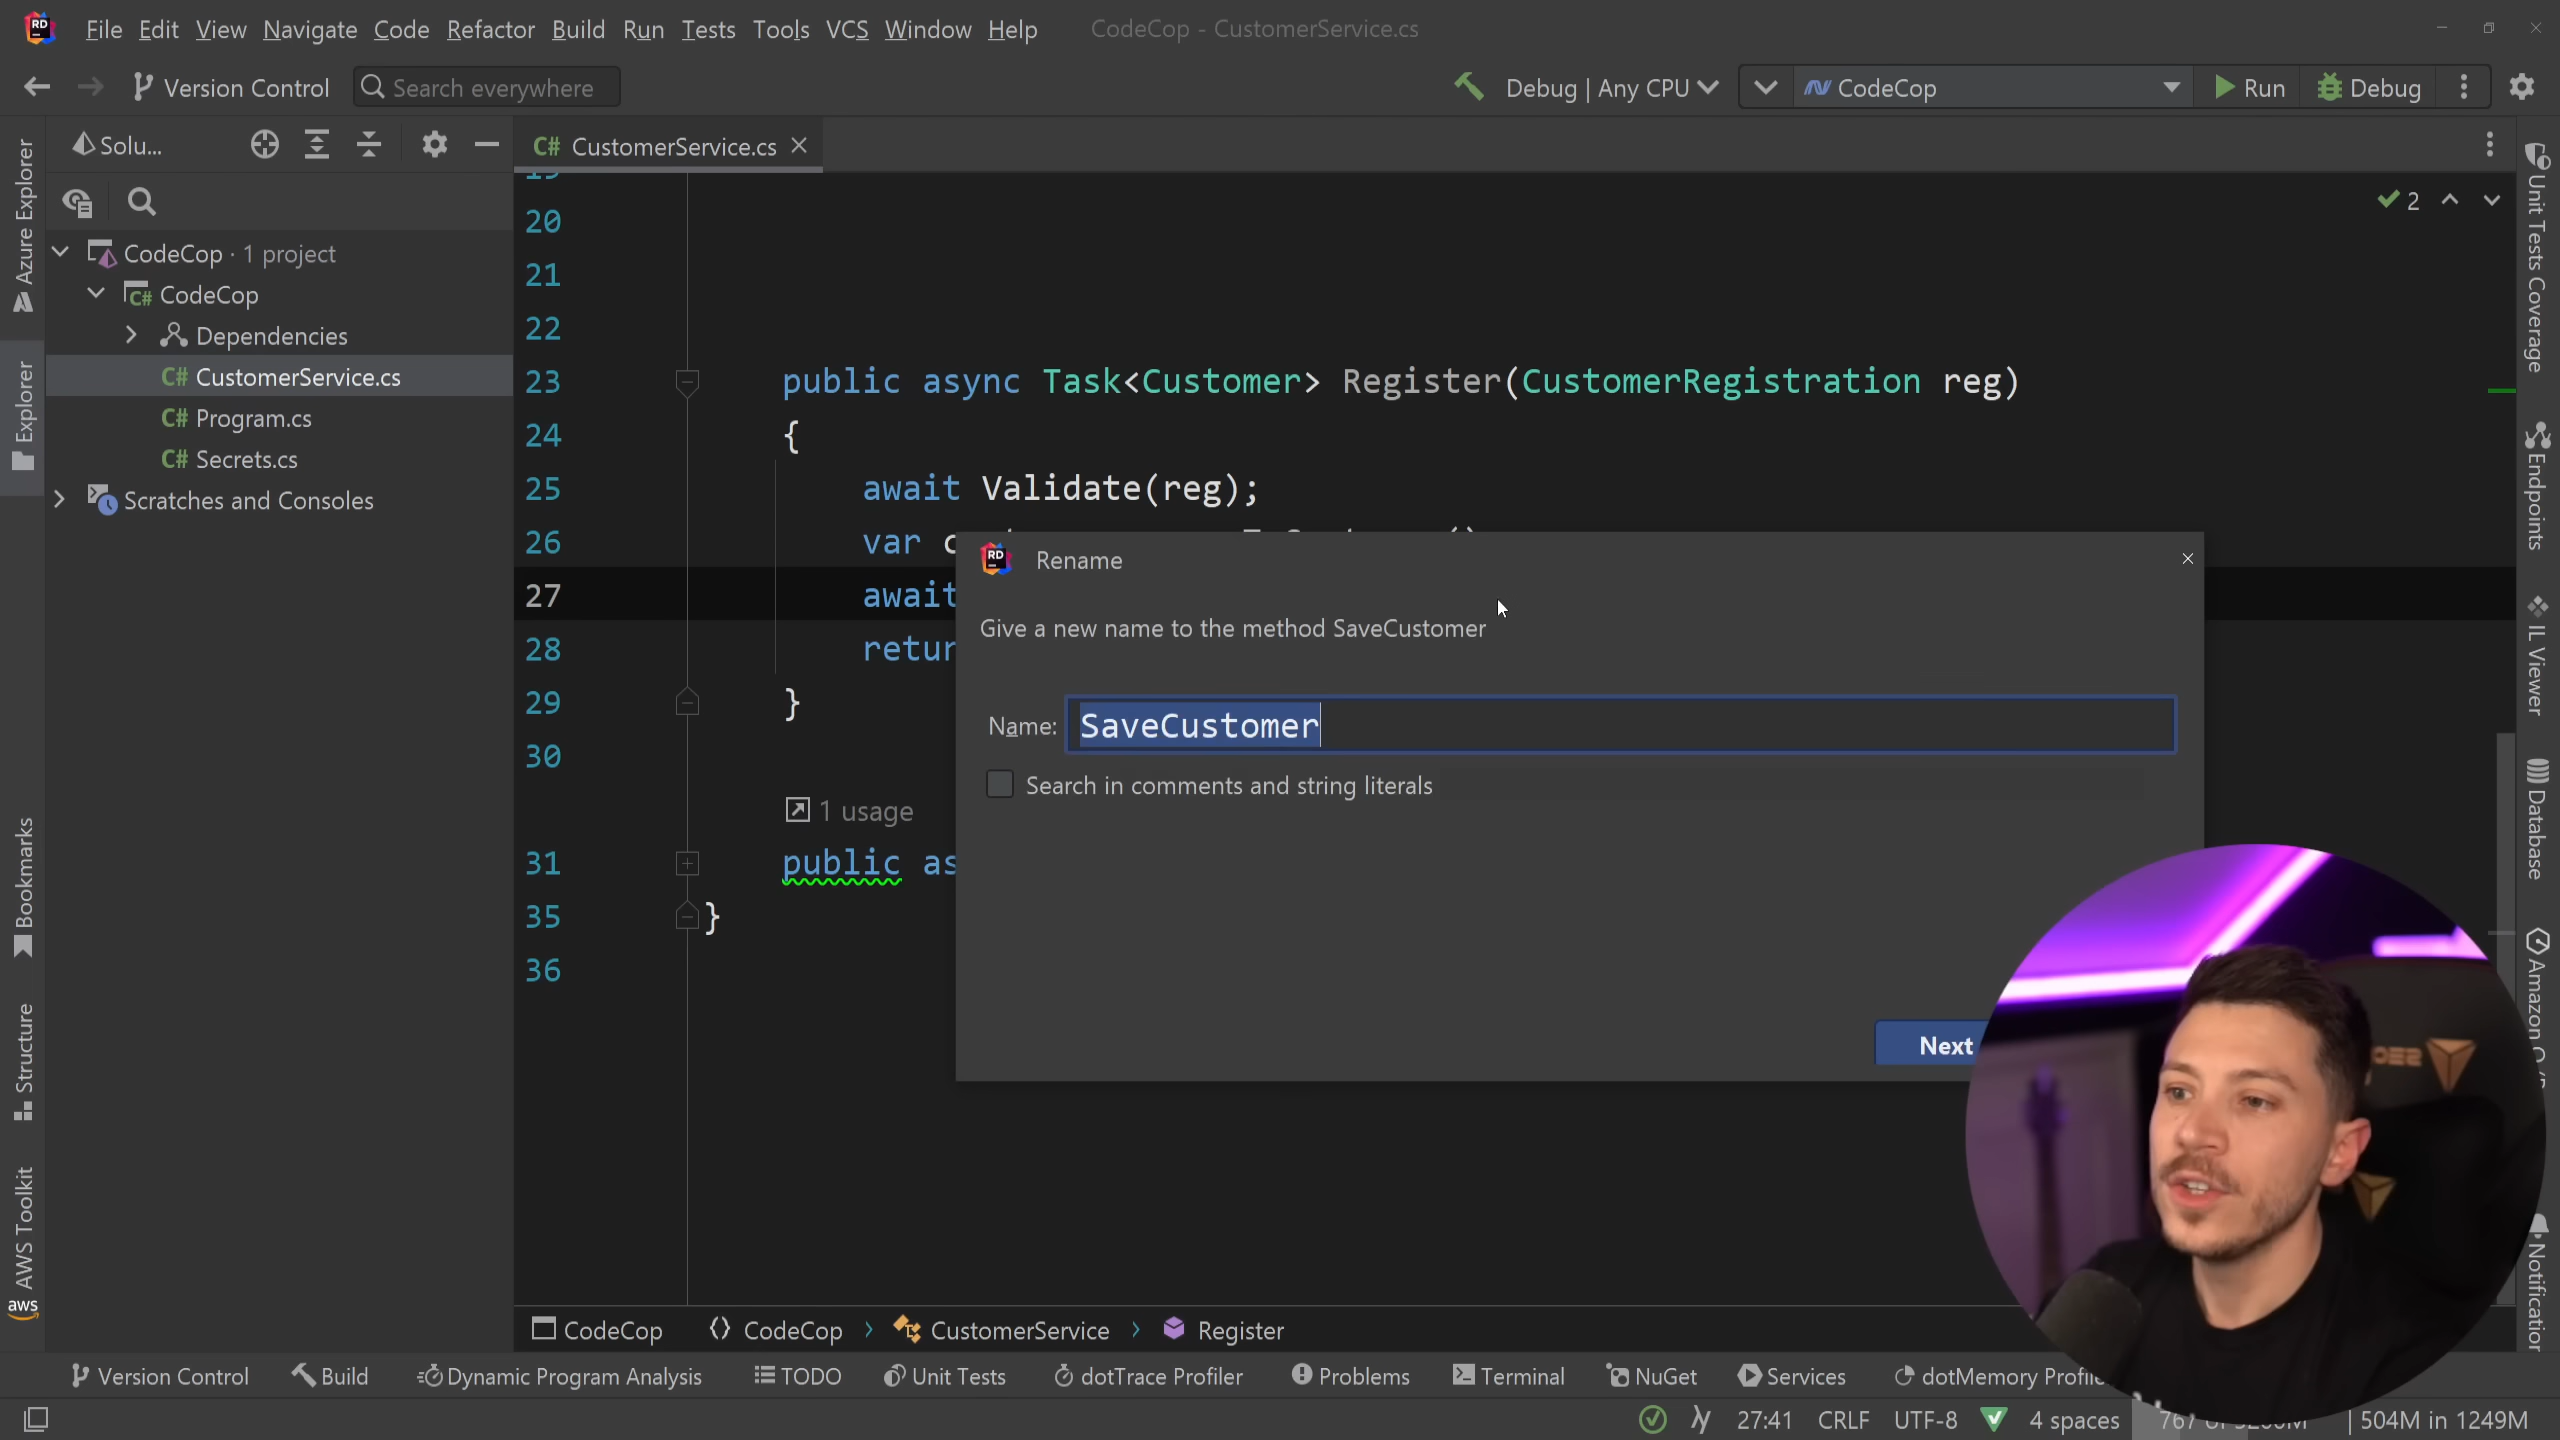 File Edit View Navigate Code Refactor Build Run Tests Tools VCS Window Help CodeCop - CustomerService.cs
Version Control Search everywhere Debug | Any CPU CodeCop Run Debug
Solu...
C# CustomerService.cs
CodeCop · 1 project
C# CodeCop
Dependencies
C# CustomerService.cs
C# Program.cs
C# Secrets.cs
Scratches and Consoles
Azure Explorer
Explorer
Bookmarks
Structure
AWS Toolkit
aws
2
19
20
21
22
23 public async Task<Customer> Register(CustomerRegistration reg)
24 {
25 await Validate(reg);
26 var
27 await
28
29 }
30
1 usage
31 public
35 }
36
RD Rename
Give a new name to the method SaveCustomer
Name: SaveCustomer
Search in comments and string literals
Next
Unit Tests Coverage
Endpoints
IL Viewer
Database
Amazon
CodeCop CodeCop CustomerService Register
Version Control Build Dynamic Program Analysis TODO Unit Tests dotTrace Profiler Problems Terminal NuGet Services dotMemory
27:41 CRLF UTF-8 4 spaces 504M in 1249M